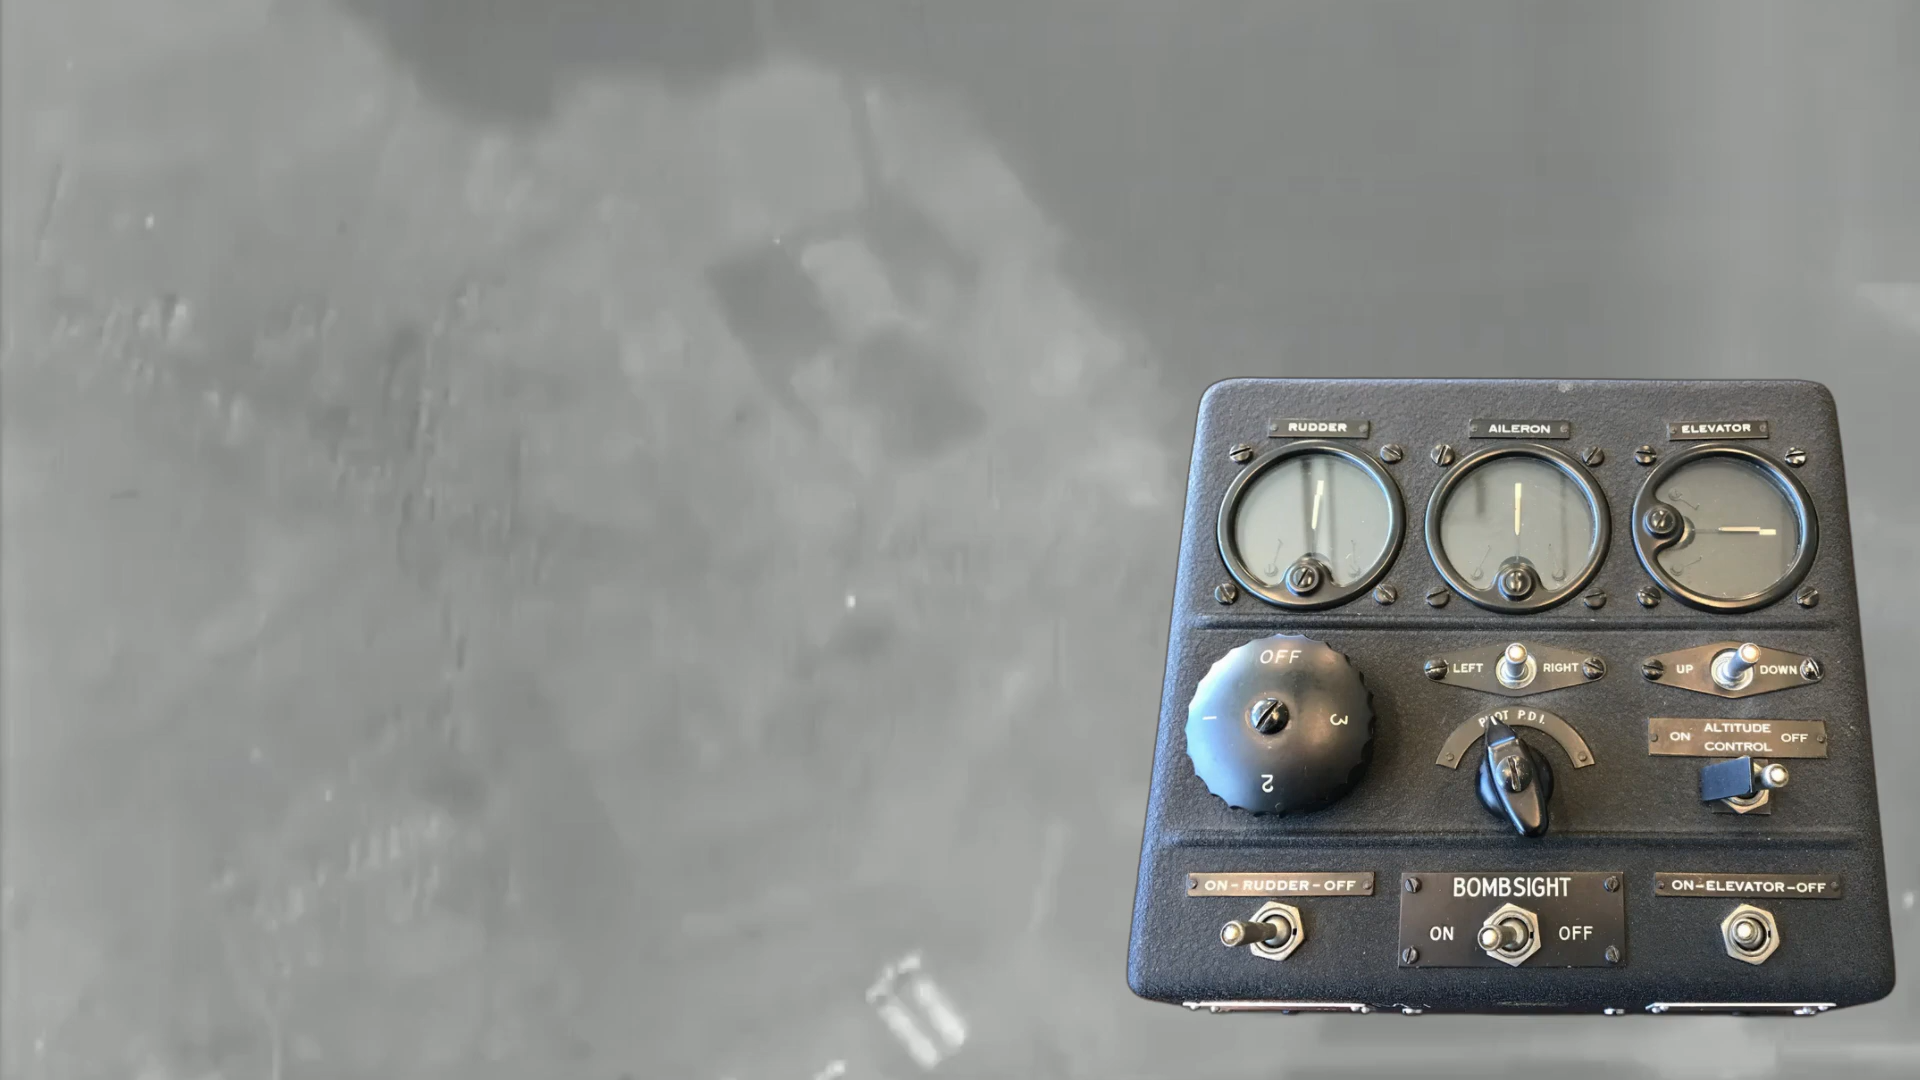 RUDDER
AILERON
ELEVATOR
OFF
1
3
2
LEFT RIGHT
UP DOWN
P.D.I.
ALTITUDE
ON OFF
CONTROL
ON-RUDDER-OFF
BOMBSIGHT
ON OFF
ON-ELEVATOR-OFF